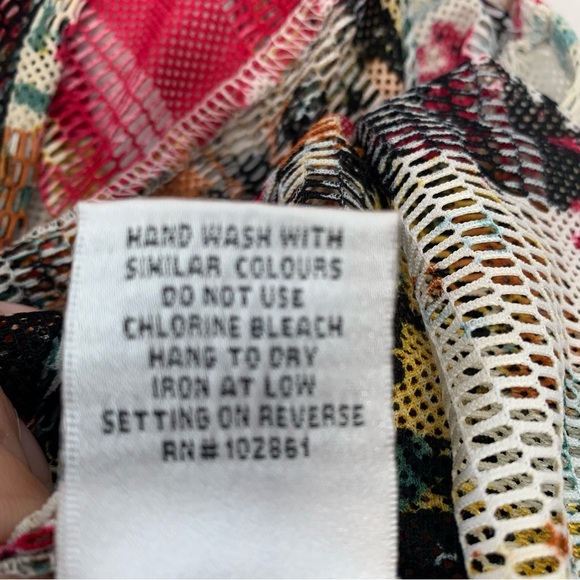 HAND WASH WITH
SIMILAR COLOURS
DO NOT USE
CHLORINE BLEACH
HANG TO DRY
IRON AT LOW
SETTING ON REVERSE
RN#102861